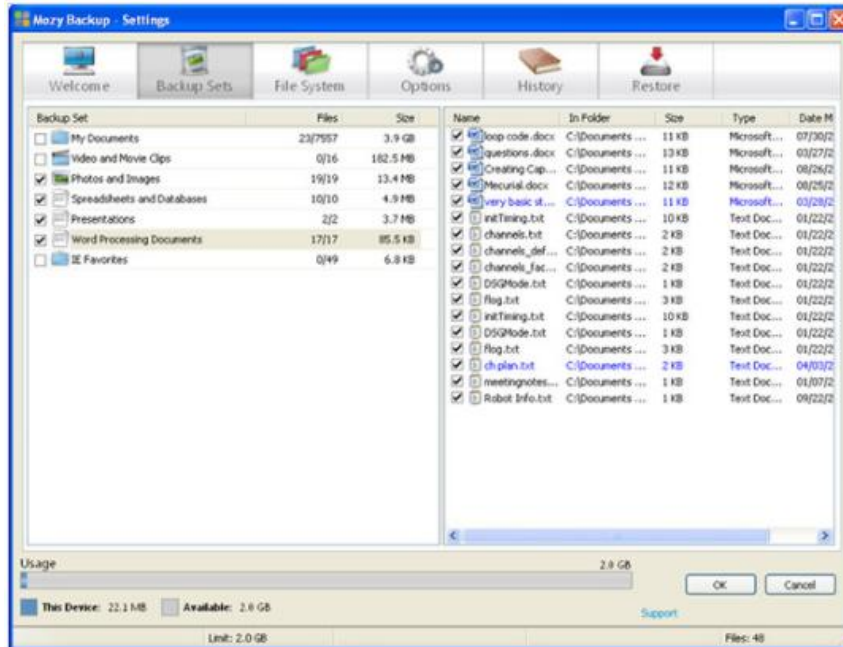 Mozy Backup - Settings
Welcome Backup Sets File System Options History Restore
Backup Set Files Size
My Documents 23/7557 3.9 GB
Video and Movie Clips 0/16 182.5 MB
Photos and Images 19/19 13.4 MB
Spreadsheets and Databases 10/10 4.9 MB
Presentations 2/2 3.7 MB
Word Processing Documents 17/17 85.5 KB
IE Favorites 0/49 6.8 KB
Name In Folder Size Type Date M
loop code.docx C:\Documents ... 11 KB Microsoft... 07/30/2
questions.docx C:\Documents ... 13 KB Microsoft... 03/27/2
Creating Cap... C:\Documents ... 11 KB Microsoft... 08/26/2
Mecurial.docx C:\Documents ... 12 KB Microsoft... 08/25/2
very basic st... C:\Documents ... 11 KB Microsoft... 03/28/2
initTiming.txt C:\Documents ... 10 KB Text Doc... 01/22/2
channels.txt C:\Documents ... 2 KB Text Doc... 01/22/2
channels_def... C:\Documents ... 2 KB Text Doc... 01/22/2
channels_fac... C:\Documents ... 2 KB Text Doc... 01/22/2
DSGMode.txt C:\Documents ... 1 KB Text Doc... 01/22/2
flog.txt C:\Documents ... 3 KB Text Doc... 01/22/2
initTiming.txt C:\Documents ... 10 KB Text Doc... 01/22/2
DSGMode.txt C:\Documents ... 1 KB Text Doc... 01/22/2
flog.txt C:\Documents ... 3 KB Text Doc... 01/22/2
ch plan.txt C:\Documents ... 2 KB Text Doc... 04/03/2
meetingnotes... C:\Documents ... 1 KB Text Doc... 01/07/2
Robot Info.txt C:\Documents ... 1 KB Text Doc... 09/22/2
Usage 2.0 GB
OK Cancel
This Device: 22.1 MB Available: 2.0 GB
Support
Limit: 2.0 GB Files: 48